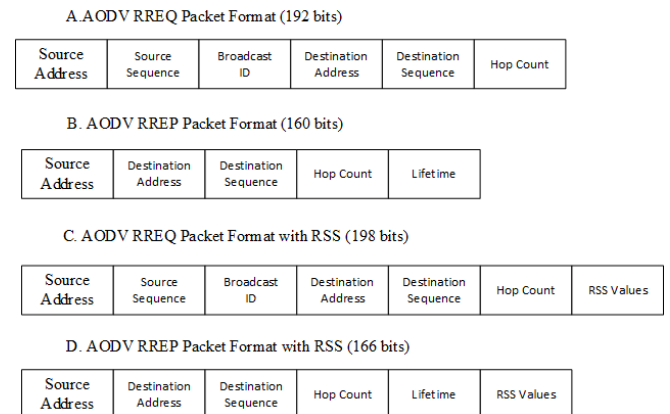 A.AODV RREQ Packet Format (192 bits)
Source Address | Source Sequence | Broadcast ID | Destination Address | Destination Sequence | Hop Count
B. AODV RREP Packet Format (160 bits)
Source Address | Destination Address | Destination Sequence | Hop Count | Lifetime
C. AODV RREQ Packet Format with RSS (198 bits)
Source Address | Source Sequence | Broadcast ID | Destination Address | Destination Sequence | Hop Count | RSS Values
D. AODV RREP Packet Format with RSS (166 bits)
Source Address | Destination Address | Destination Sequence | Hop Count | Lifetime | RSS Values